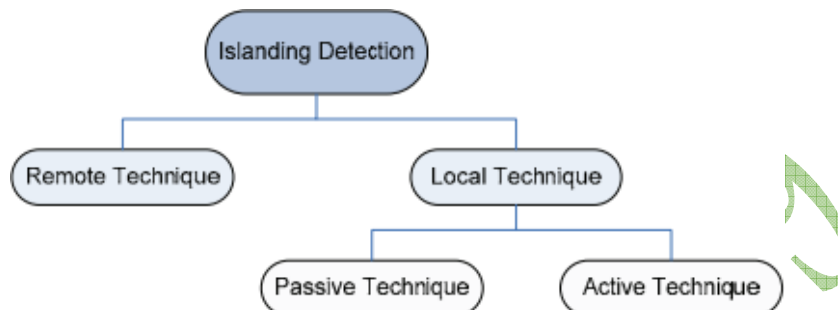 Islanding Detection
Remote Technique
Local Technique
Passive Technique
Active Technique